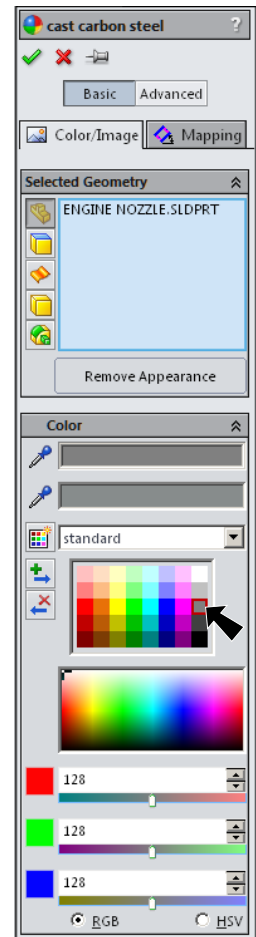 cast carbon steel ?
Basic Advanced
Color/Image Mapping
Selected Geometry
ENGINE NOZZLE.SLDPRT
Remove Appearance
Color
standard
128
128
128
RGB HSV